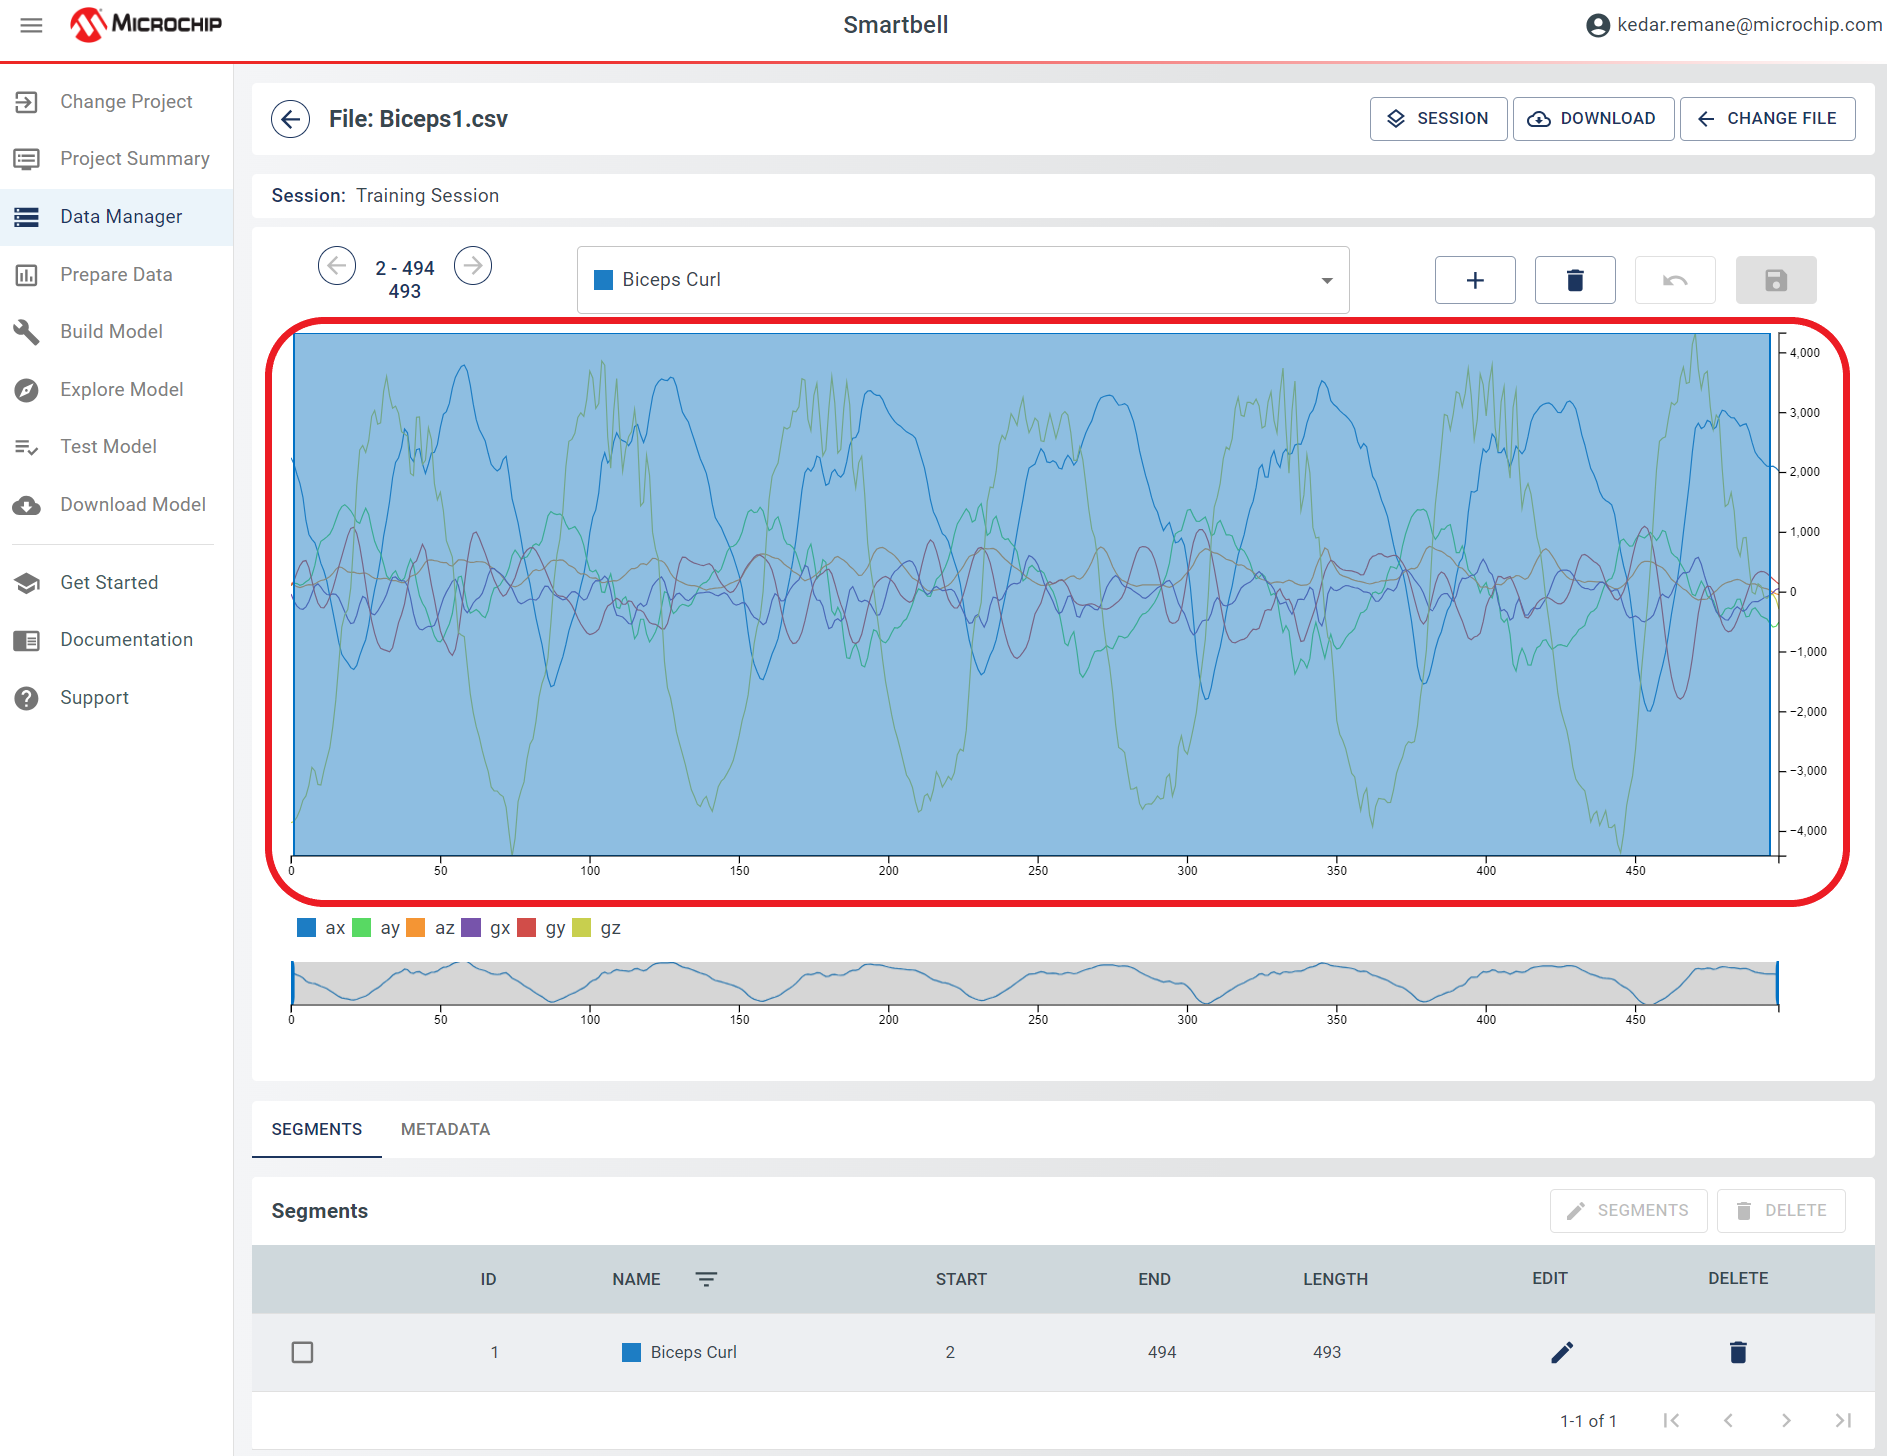 MICROCHIP
Smartbell
kedar.remane@microchip.com
Change Project
Project Summary
Data Manager
Prepare Data
Build Model
Explore Model
Test Model
Download Model
Get Started
Documentation
Support
File: Biceps1.csv
SESSION
DOWNLOAD
CHANGE FILE
Session: Training Session
2 - 494
493
Biceps Curl
4,000
3,000
2,000
1,000
0
−1,000
−2,000
−3,000
−4,000
0 50 100 150 200 250 300 350 400 450
ax ay az gx gy gz
0 50 100 150 200 250 300 350 400 450
SEGMENTS METADATA
Segments
SEGMENTS
DELETE
ID NAME START END LENGTH EDIT DELETE
1 Biceps Curl 2 494 493
1-1 of 1